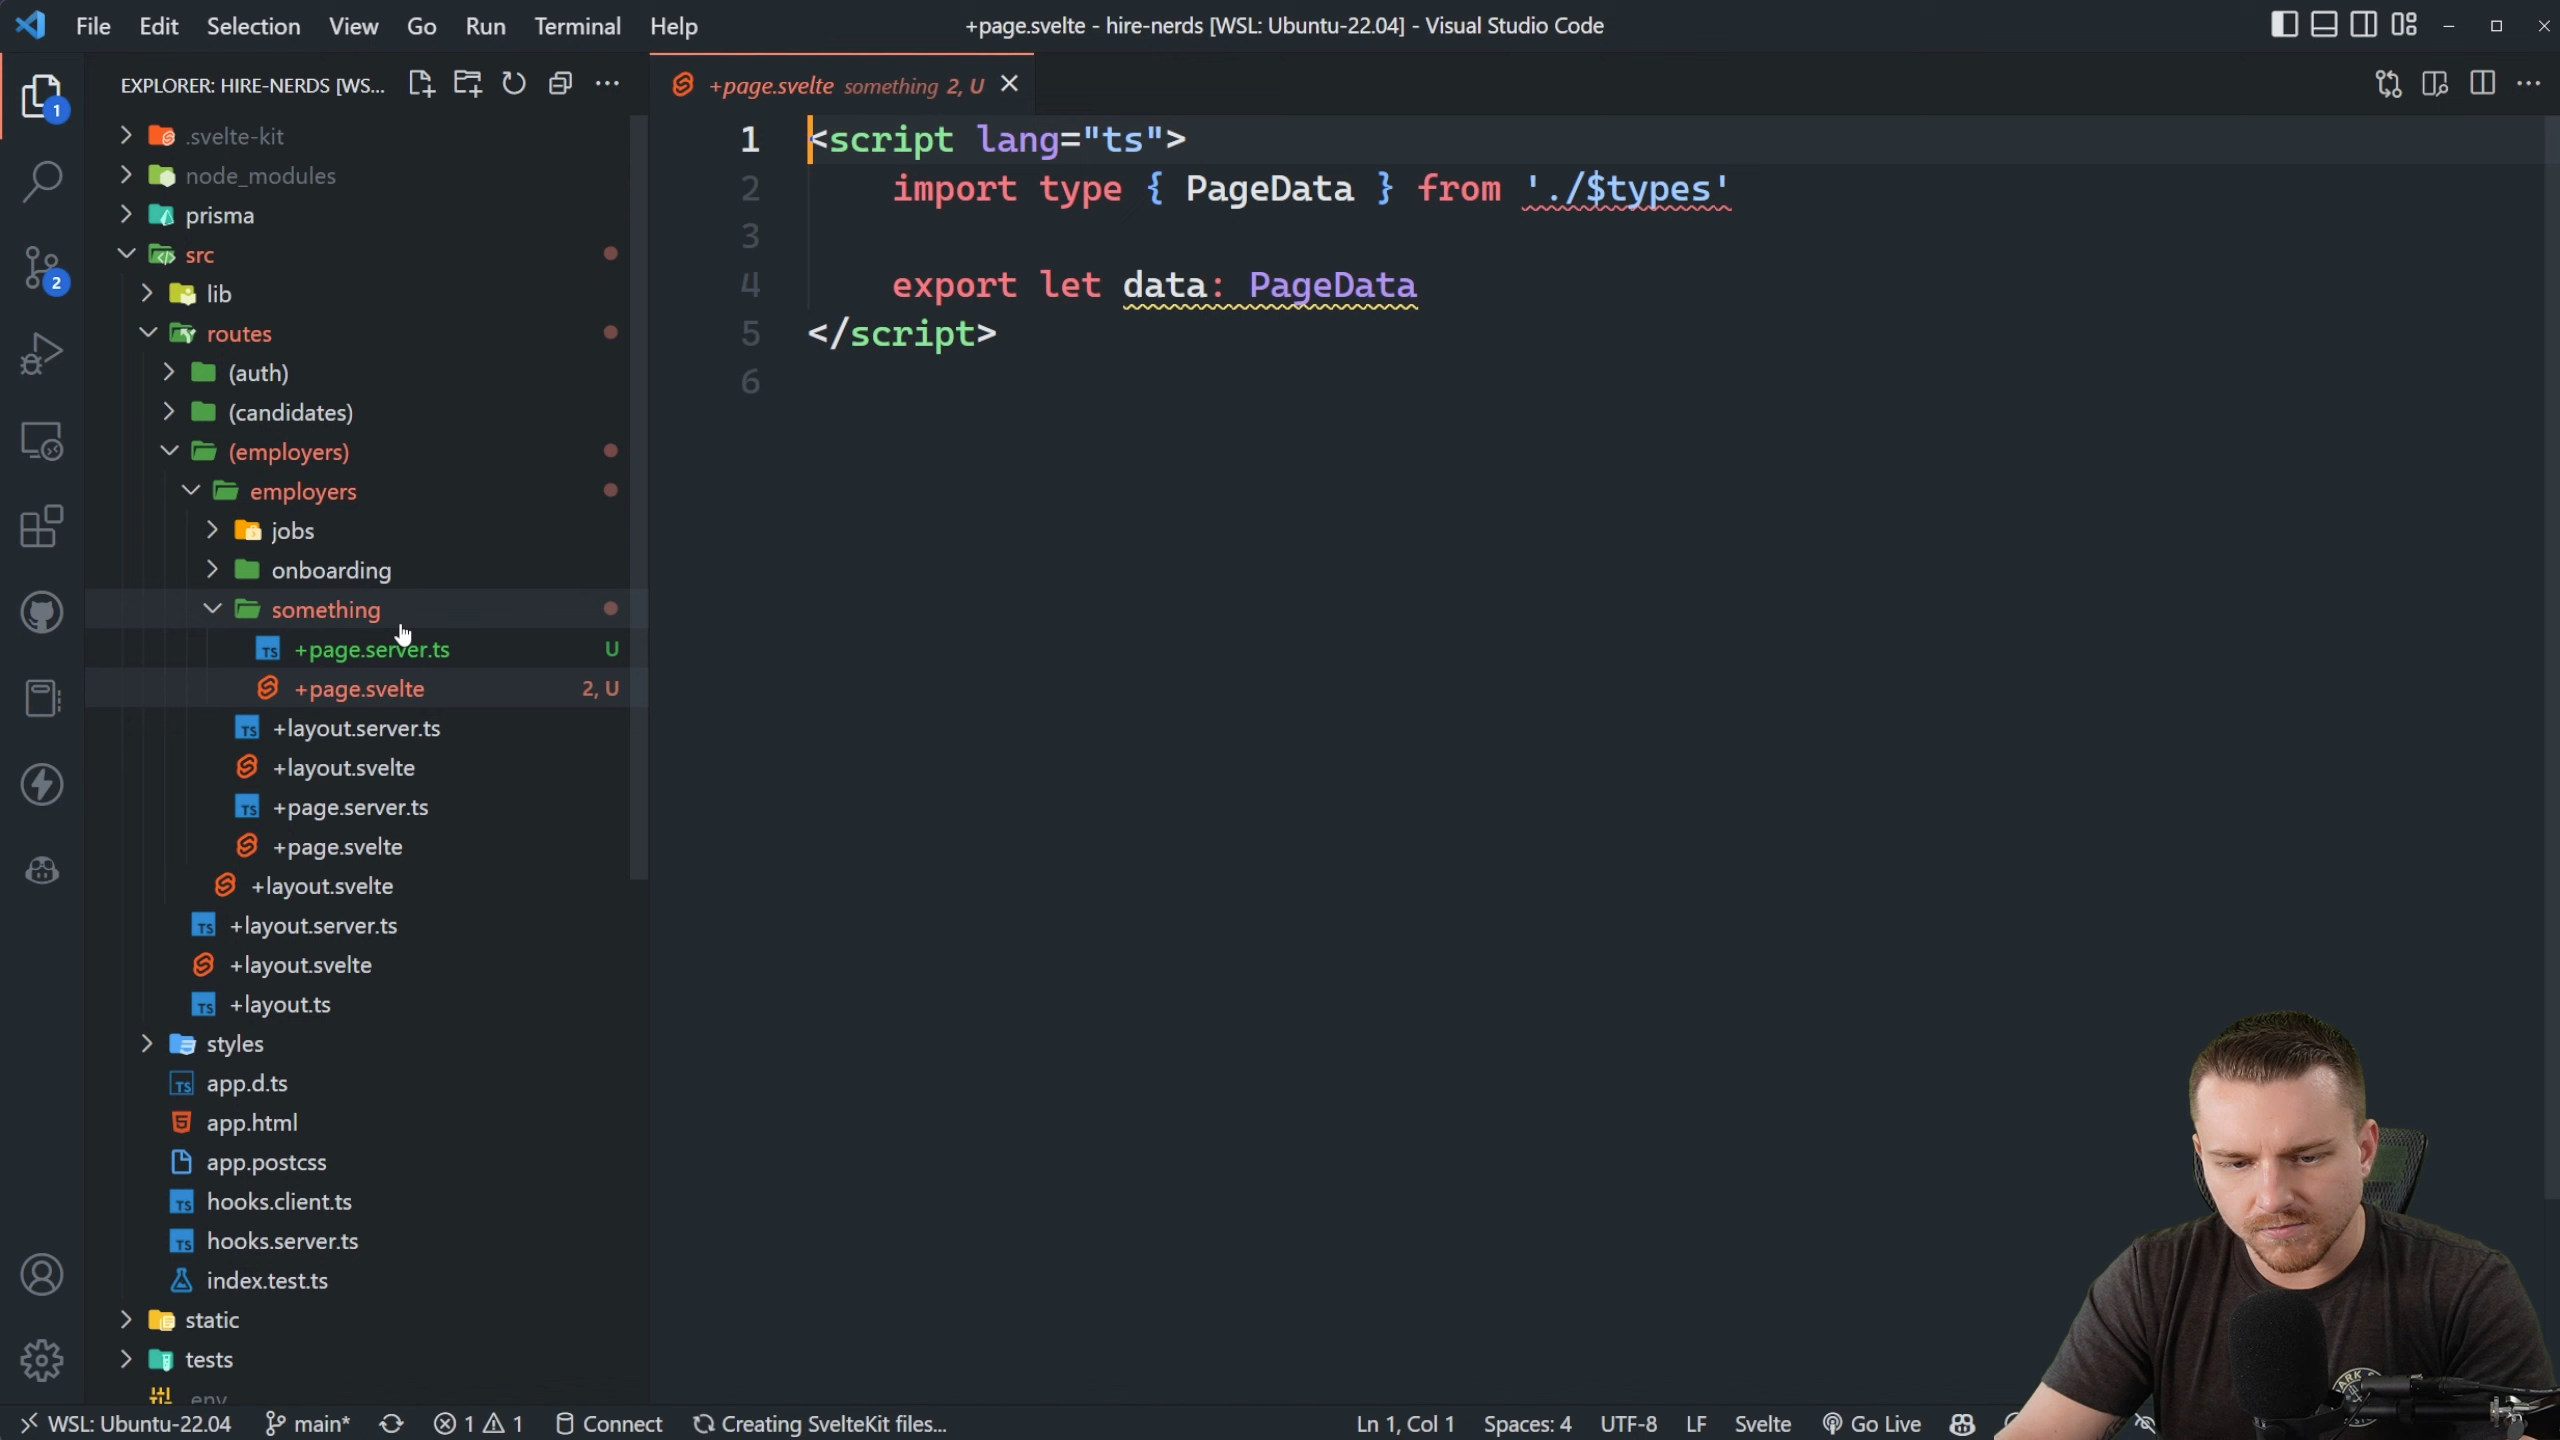 File Edit Selection View Go Run Terminal Help
+page.svelte - hire-nerds [WSL: Ubuntu-22.04] - Visual Studio Code
EXPLORER: HIRE-NERDS [WS...
+page.svelte something 2, U
1
2
.svelte-kit
node_modules
prisma
src
lib
routes
(auth)
(candidates)
(employers)
employers
jobs
onboarding
something
+page.server.ts U
+page.svelte 2, U
+layout.server.ts
+layout.svelte
+page.server.ts
+page.svelte
+layout.svelte
+layout.server.ts
+layout.svelte
+layout.ts
styles
app.d.ts
app.html
app.postcss
hooks.client.ts
hooks.server.ts
index.test.ts
static
tests
.env
1 <script lang="ts">
2 import type { PageData } from './$types'
3
4 export let data: PageData
5 </script>
6
WSL: Ubuntu-22.04 main* 1 1 Connect Creating SvelteKit files... Ln 1, Col 1 Spaces: 4 UTF-8 LF Svelte Go Live